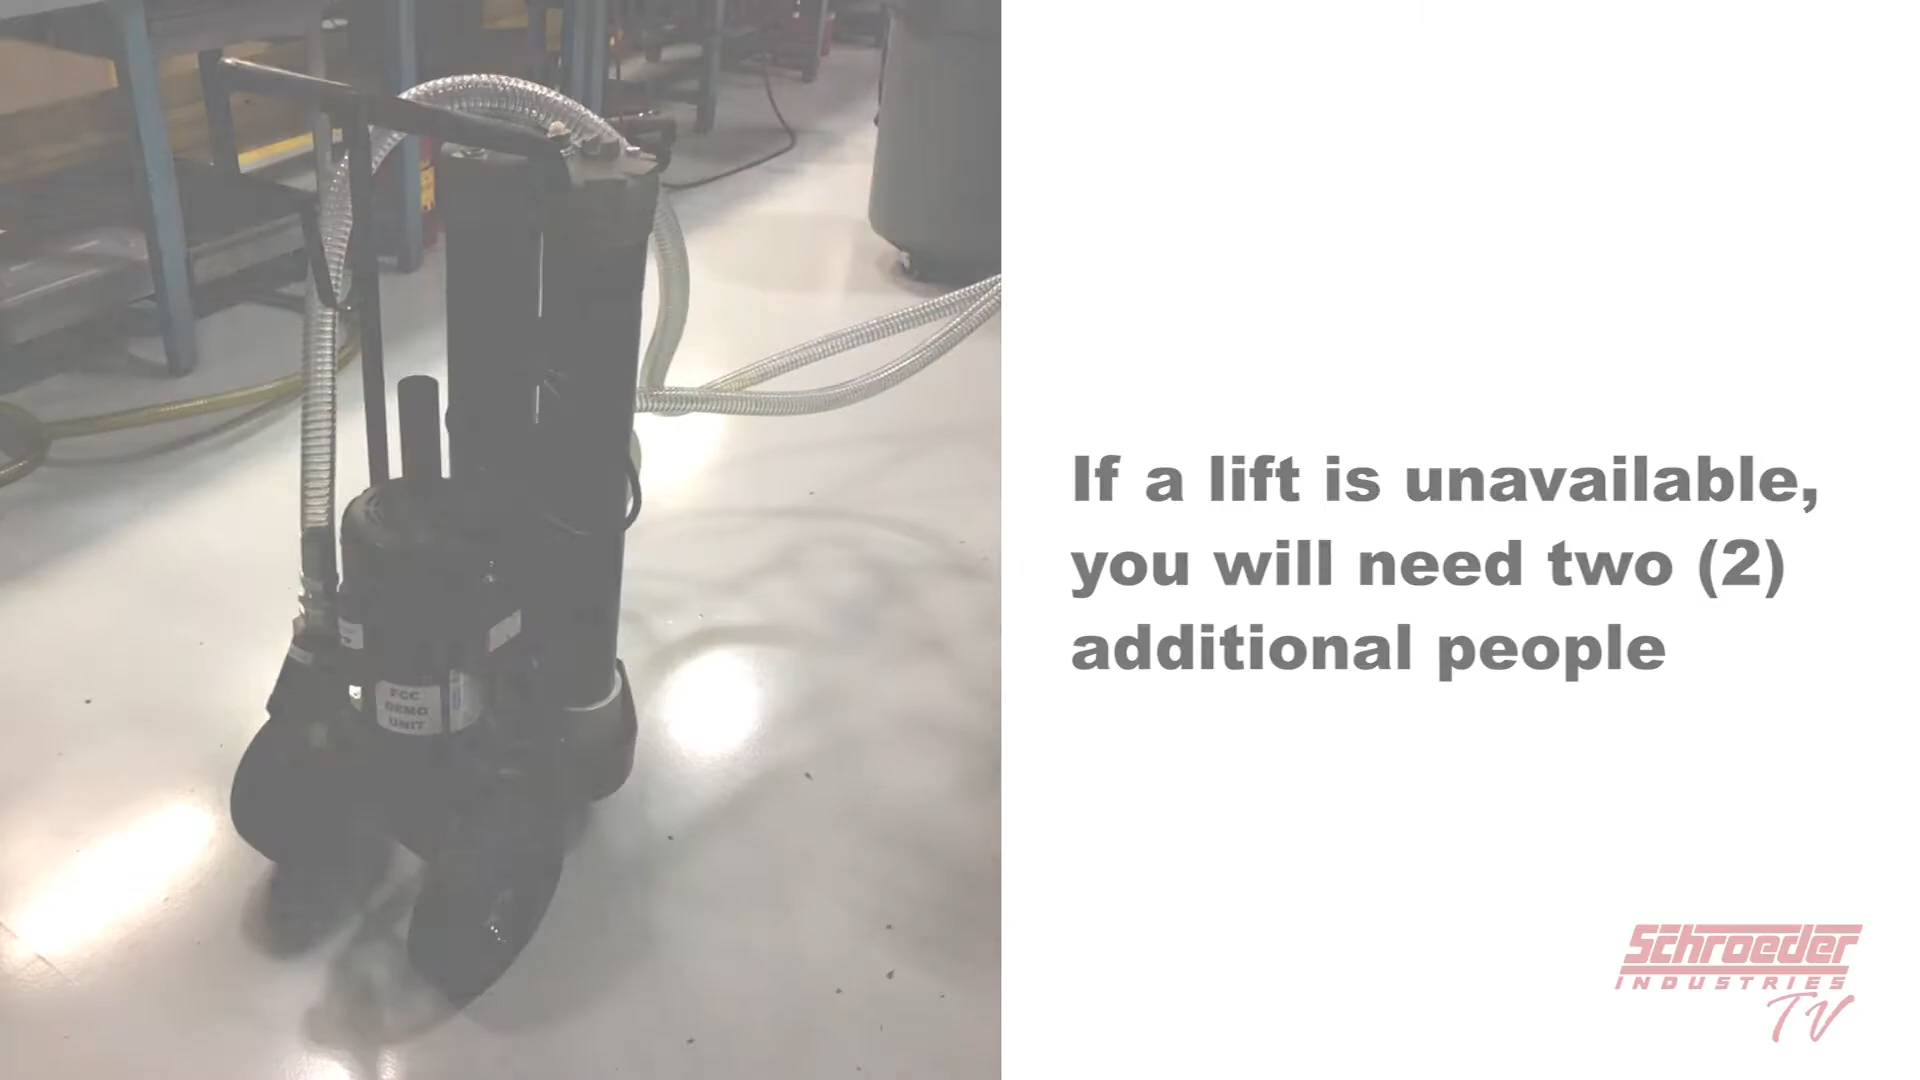 If a lift is unavailable,
you will need two (2)
additional people
FCC
DEMO
UNIT
Schroeder
INDUSTRIES
TV